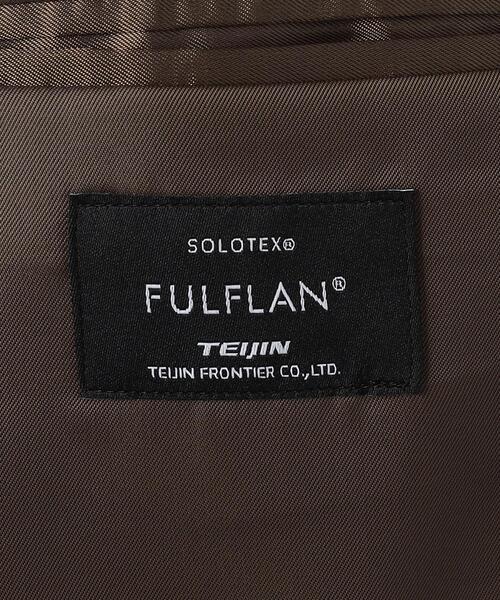 SOLOTEX®
FULFLAN®
TEIJIN
TEIJIN FRONTIER CO.,LTD.